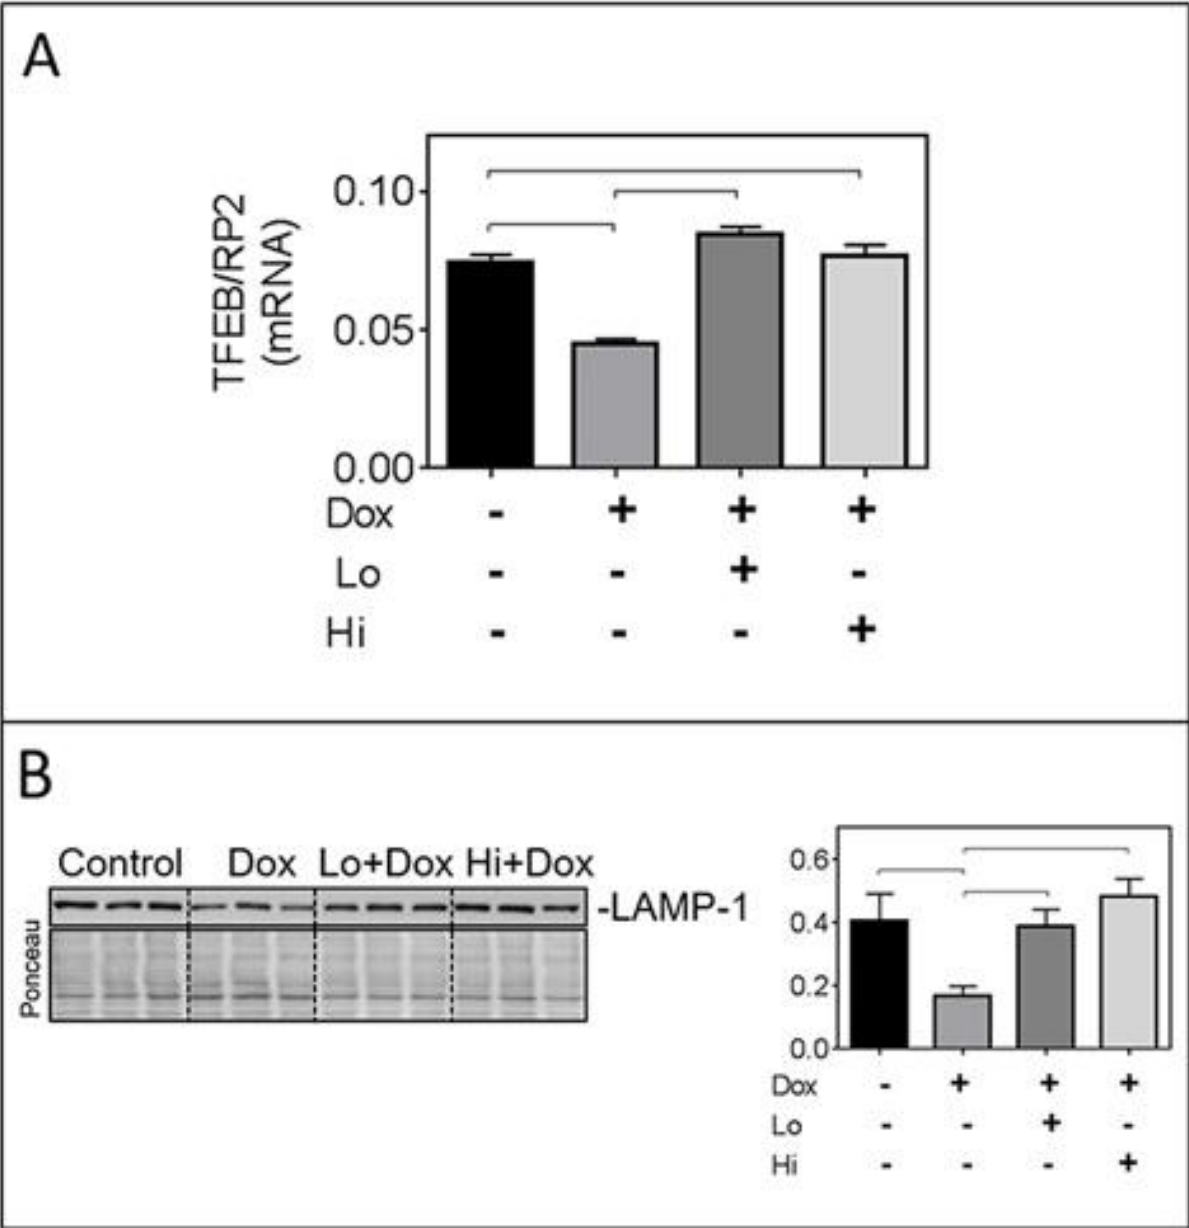 A
TFEB/RP2
(mRNA)
0.10
0.05
0.00
Dox - + + +
Lo - - + -
Hi - - - +
B
Control Dox Lo+Dox Hi+Dox
-LAMP-1
Ponceau
0.6
0.4
0.2
0.0
Dox - + + +
Lo - - + -
Hi - - - +